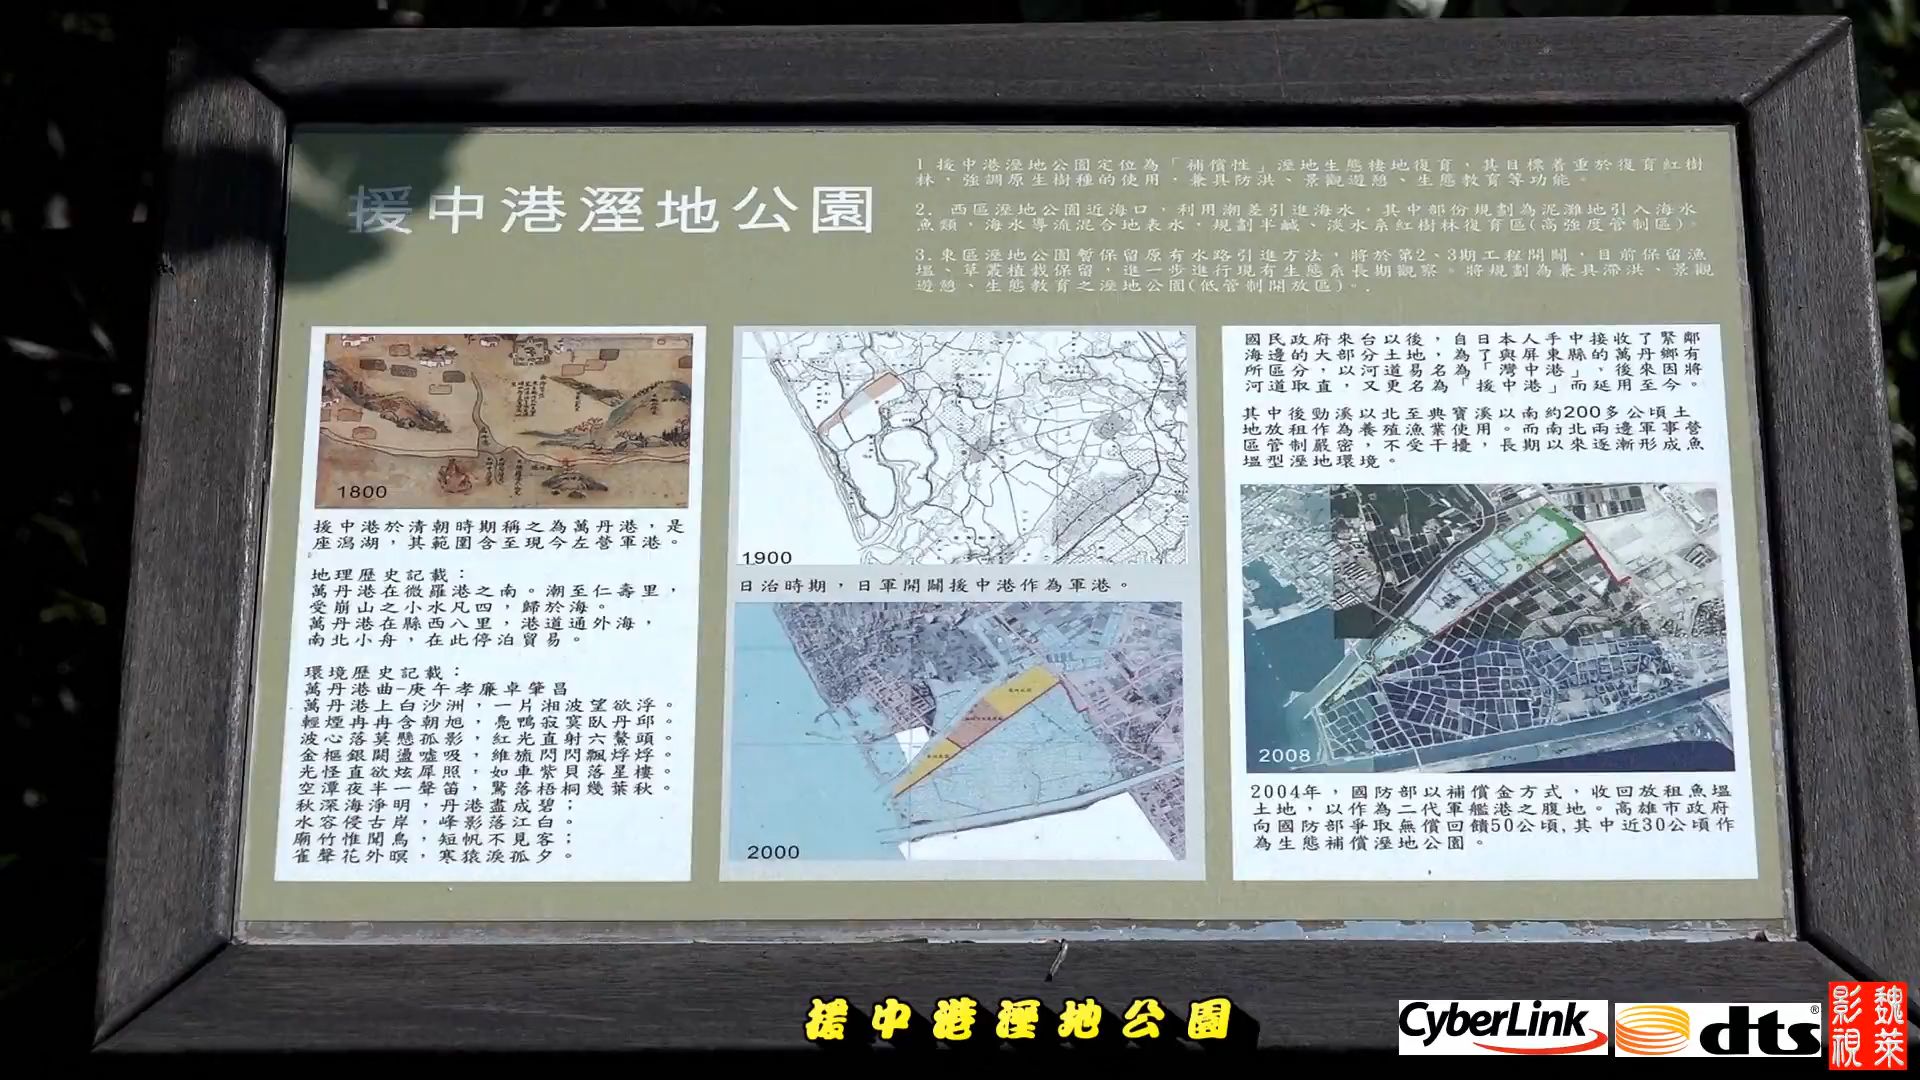 援中港溼地公園
1 援中港溼地公園定位為「補償性」溼地生態棲地復育、其目標着重於復育紅樹
林，強調原生樹種的使用，兼具防洪、景觀遊憩、生態教育等功能。
2. 西區溼地公園近海口，利用潮差引進海水，其中部份規劃為泥灘地引入海水
魚類，海水導流混合地表水，規劃半鹹、淡水系紅樹林復育區(高強度管制區)。
3. 東區溼地公園暫保留原有水路引進方法，將於第2、3期工程開闢，目前保留漁
塭、草叢植栽保留，進一步進行現有生態系長期觀察。將規劃為兼具滯洪、景觀
遊憩、生態教育之溼地公園(低管制開放區)。.
1800
援中港於清朝時期稱之為萬丹港，是
座潟湖，其範圍含至現今左營軍港。
地理歷史記載：
萬丹港在微羅港之南。潮至仁壽里，
受崩山之小水凡四，歸於海。
萬丹港在縣西八里，港道通外海，
南北小舟，在此停泊貿易。
環境歷史記載：
萬丹港曲-庚午孝廉卓肇昌
萬丹港上白沙洲，一片湘波望欲浮。
輕煙冉冉含朝旭，鳧鴨寂寞臥丹邱。
波心落莫懸孤影，紅光直射六鰲頭。
金樞銀闕盪噓吸，維旒閃閃飄烰烰。
光怪直欲炫犀照，如車紫貝落星樓。
空潭夜半一聲笛，驚落梧桐幾葉秋。
秋深海淨明，丹港盡成碧；
水容侵古岸，峰影落江白。
廟竹惟聞鳥，短帆不見客；
雀聲花外暝，寒猿淚孤夕。
1900
日治時期，日軍開闢援中港作為軍港。
2000
國民政府來台以後，自日本人手中接收了緊鄰
海邊的大部分土地，為了與屏東縣的萬丹鄉有
所區分，以河道易名為「灣中港」，後來因將
河道取直，又更名為「援中港」而延用至今。
其中後勁溪以北至典寶溪以南約200多公頃土
地放租作為養殖漁業使用。而南北兩邊軍事營
區管制嚴密，不受干擾，長期以來逐漸形成魚
塭型溼地環境。
2008
2004年，國防部以補償金方式，收回放租魚塭
土地，以作為二代軍艦港之腹地。高雄市政府
向國防部爭取無償回饋50公頃,其中近30公頃作
為生態補償溼地公園。
援中港溼地公園
CyberLink
dts®
魏萊影視